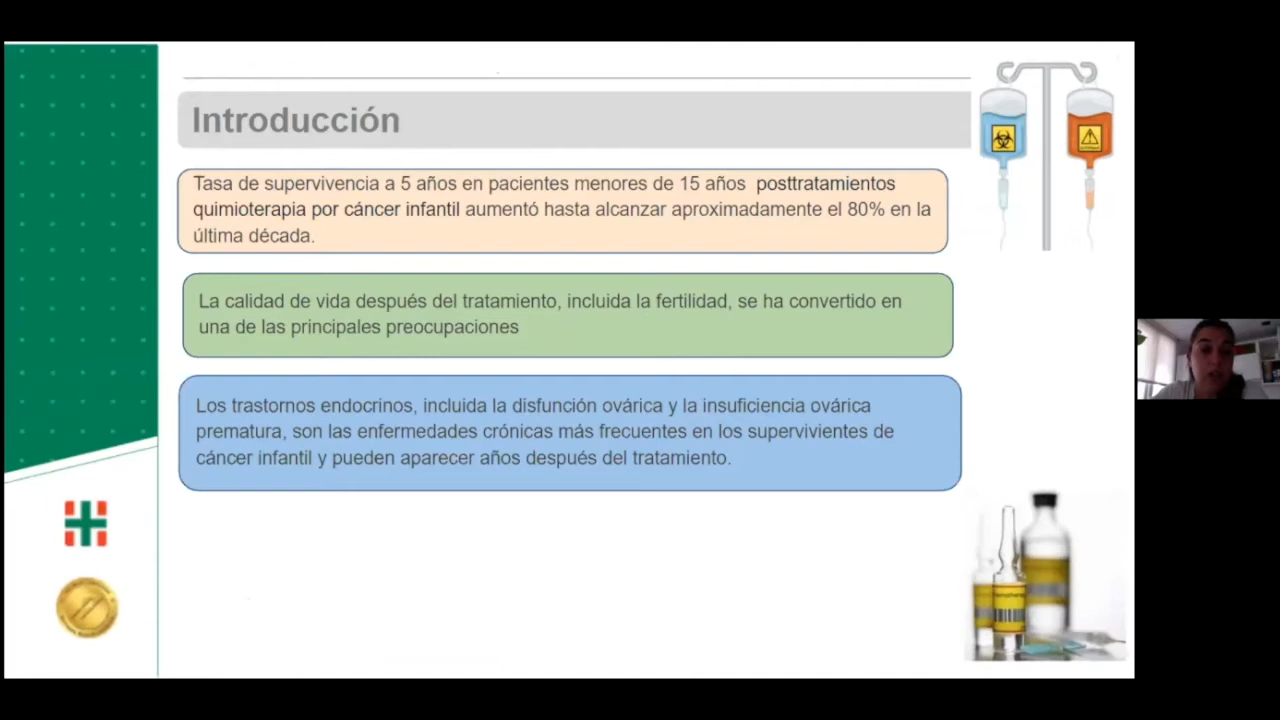 Introducción
Tasa de supervivencia a 5 años en pacientes menores de 15 años posttratamientos
quimioterapia por cáncer infantil aumentó hasta alcanzar aproximadamente el 80% en la
última década.
La calidad de vida después del tratamiento, incluida la fertilidad, se ha convertido en
una de las principales preocupaciones
Los trastornos endocrinos, incluida la disfunción ovárica y la insuficiencia ovárica
prematura, son las enfermedades crónicas más frecuentes en los supervivientes de
cáncer infantil y pueden aparecer años después del tratamiento.